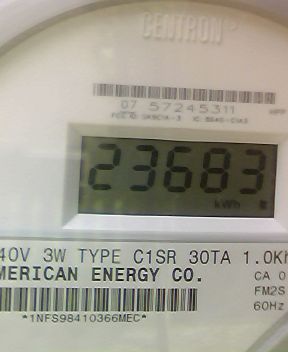 CENTRON
07 57245311
23683
kWh
40V 3W TYPE C1SR 30TA 1.0Kh
MERICAN ENERGY CO.
CA 0
FM2S
60Hz
*1NFS98410366MEC*